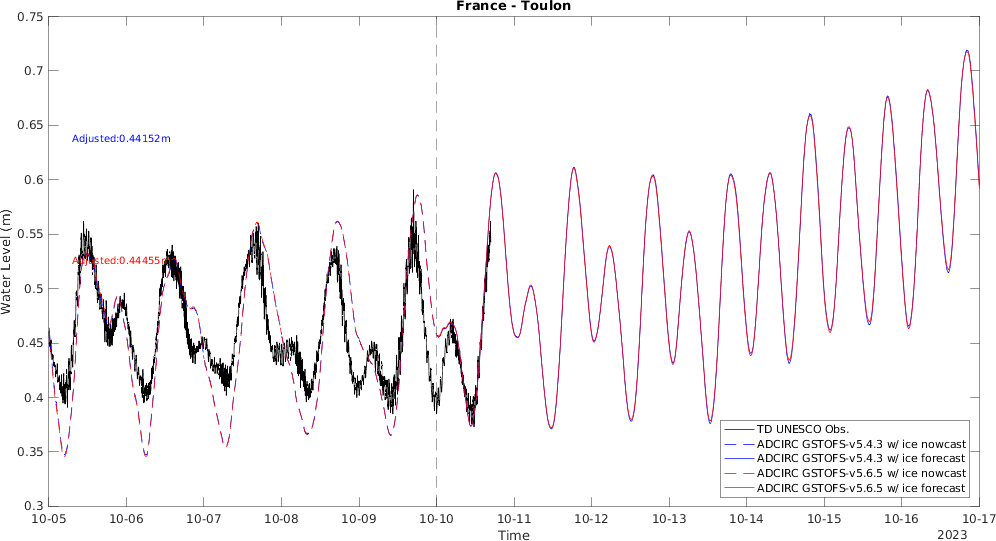 France - Toulon
0.75
0.7
0.65
0.6
0.55
0.5
0.45
0.4
0.35
0.3
Water Level (m)
Adjusted:0.44152m
Adjusted:0.44455m
TD UNESCO Obs.
ADCIRC GSTOFS-v5.4.3 w/ ice nowcast
ADCIRC GSTOFS-v5.4.3 w/ ice forecast
ADCIRC GSTOFS-v5.6.5 w/ ice nowcast
ADCIRC GSTOFS-v5.6.5 w/ ice forecast
10-05 10-06 10-07 10-08 10-09 10-10 10-11 10-12 10-13 10-14 10-15 10-16 10-17
Time
2023